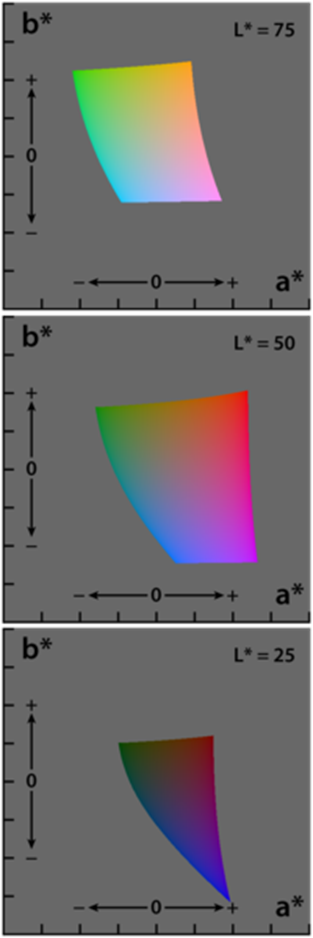 b*
L* = 75
+
0
−
− 0 + a*
b*
L* = 50
+
0
−
− 0 + a*
b*
L* = 25
+
0
−
− 0 + a*